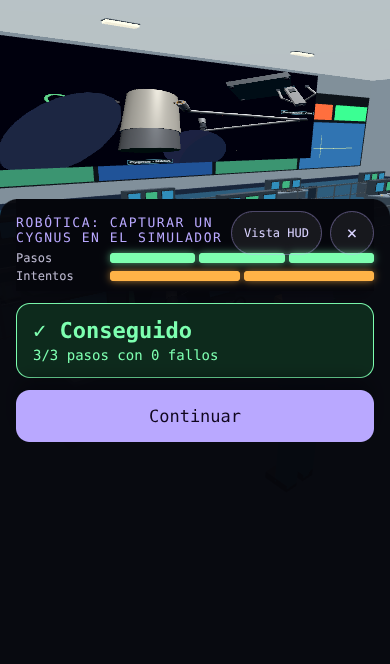 ROBÓTICA: CAPTURAR UN
CYGNUS EN EL SIMULADOR
Vista HUD
×
Pasos
Intentos
✓ Conseguido
3/3 pasos con 0 fallos
Continuar